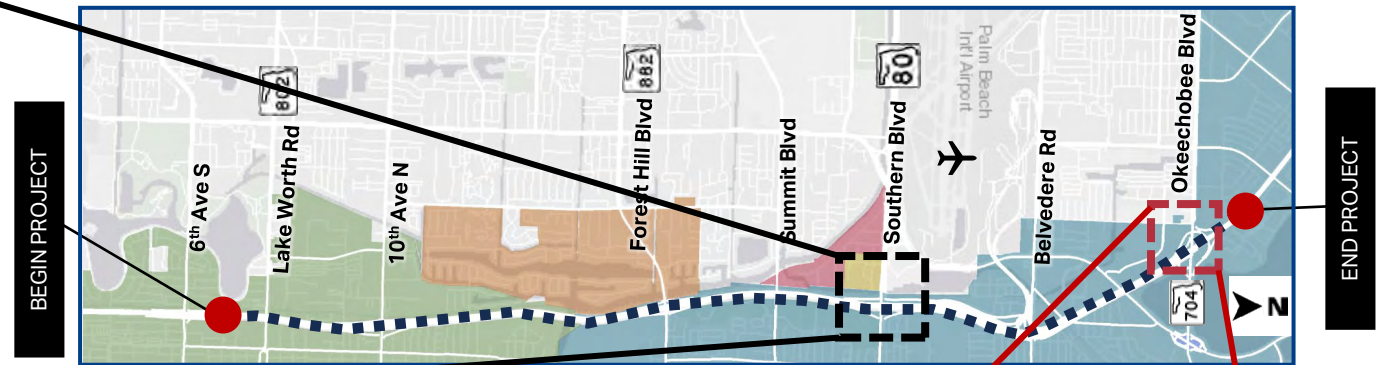 BEGIN PROJECT
6th Ave S
802
Lake Worth Rd
10th Ave N
882
Forest Hill Blvd
Summit Blvd
80
Southern Blvd
Palm Beach
Int'l Airport
Belvedere Rd
Okeechobee Blvd
704
N
END PROJECT